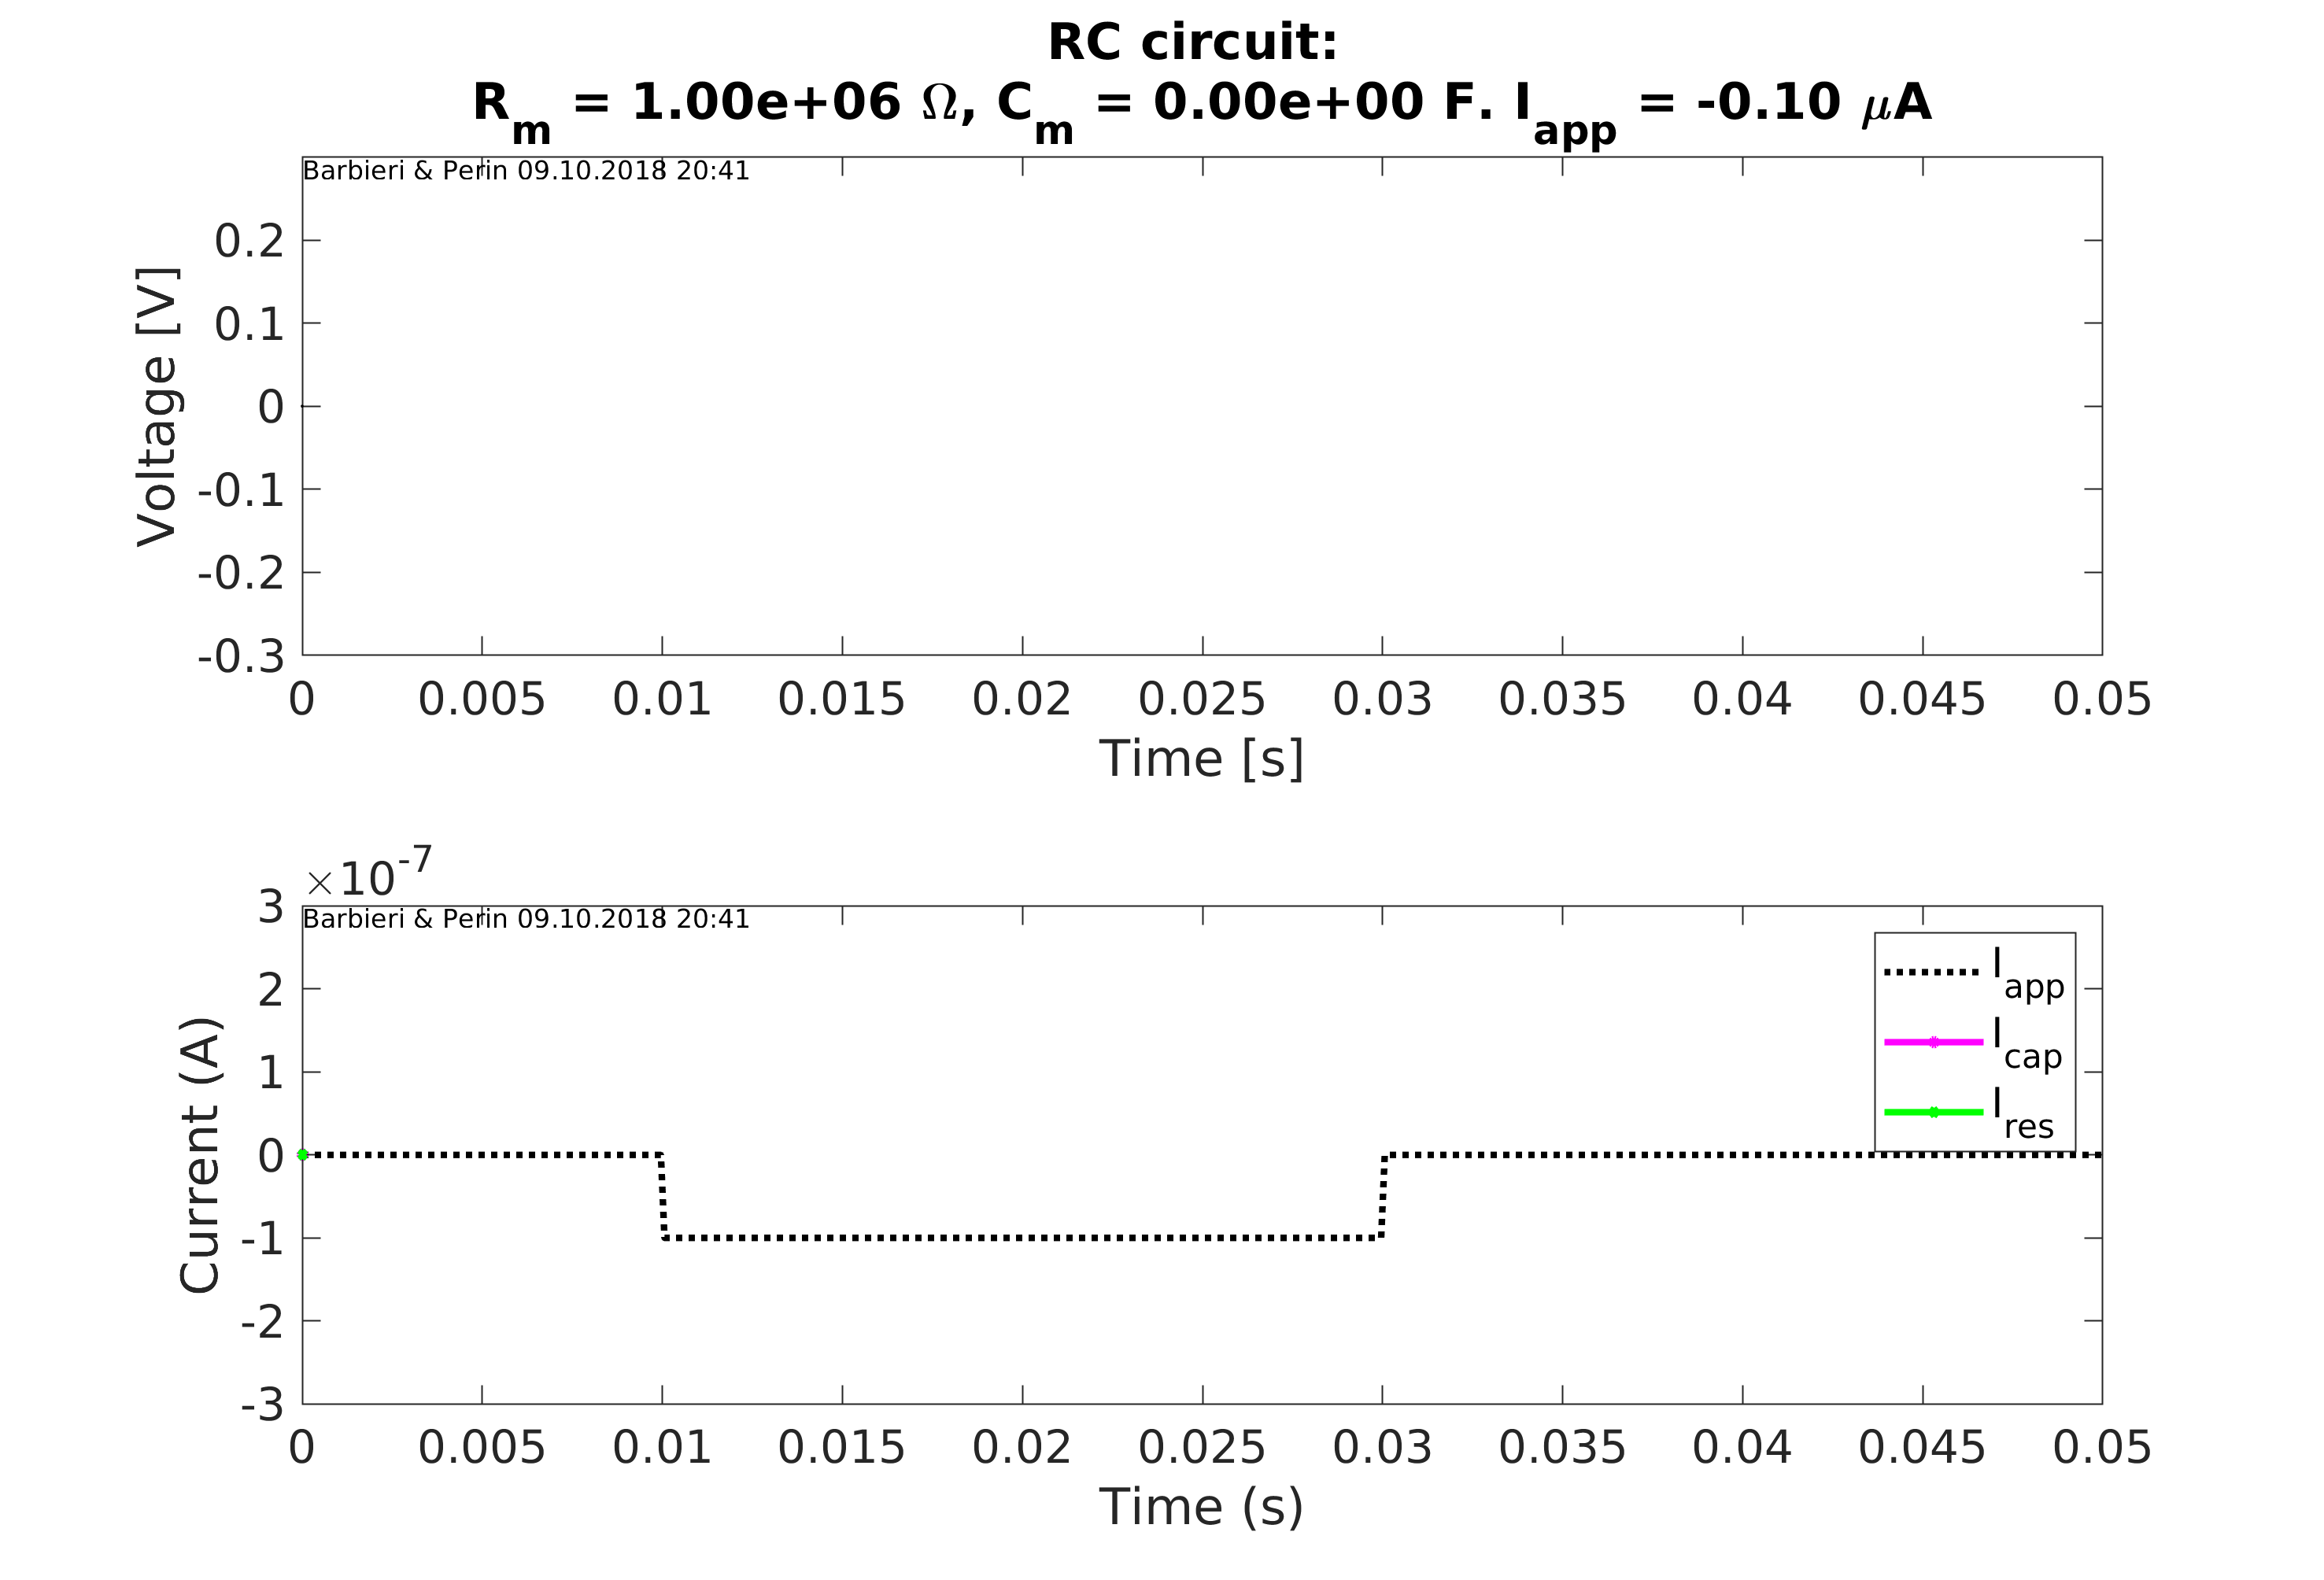 RC circuit:
Rm = 1.00e+06 Ω, Cm = 0.00e+00 F. Iapp = -0.10 μA
Barbieri & Perin 09.10.2018 20:41
0.2
0.1
0
-0.1
-0.2
-0.3
Voltage [V]
0 0.005 0.01 0.015 0.02 0.025 0.03 0.035 0.04 0.045 0.05
Time [s]
×10-7
Barbieri & Perin 09.10.2018 20:41
3
2
1
0
-1
-2
-3
Current (A)
Iapp
Icap
Ires
0 0.005 0.01 0.015 0.02 0.025 0.03 0.035 0.04 0.045 0.05
Time (s)